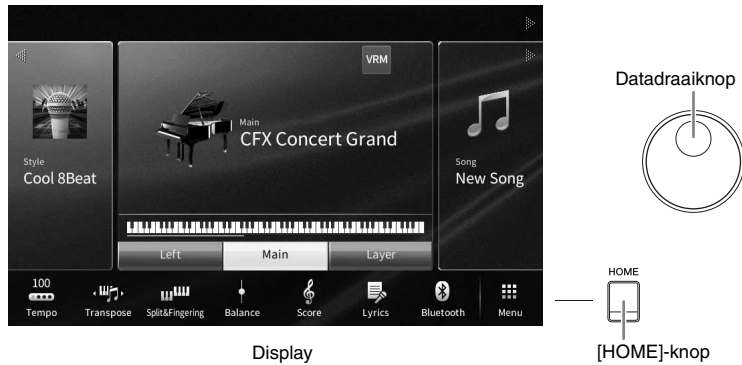 VRM
Main
CFX Concert Grand
Style
Cool 8Beat
Song
New Song
Left
Main
Layer
100
Tempo
Transpose
Split&Fingering
Balance
Score
Lyrics
Bluetooth
Menu
Display
Datadraaiknop
HOME
[HOME]-knop